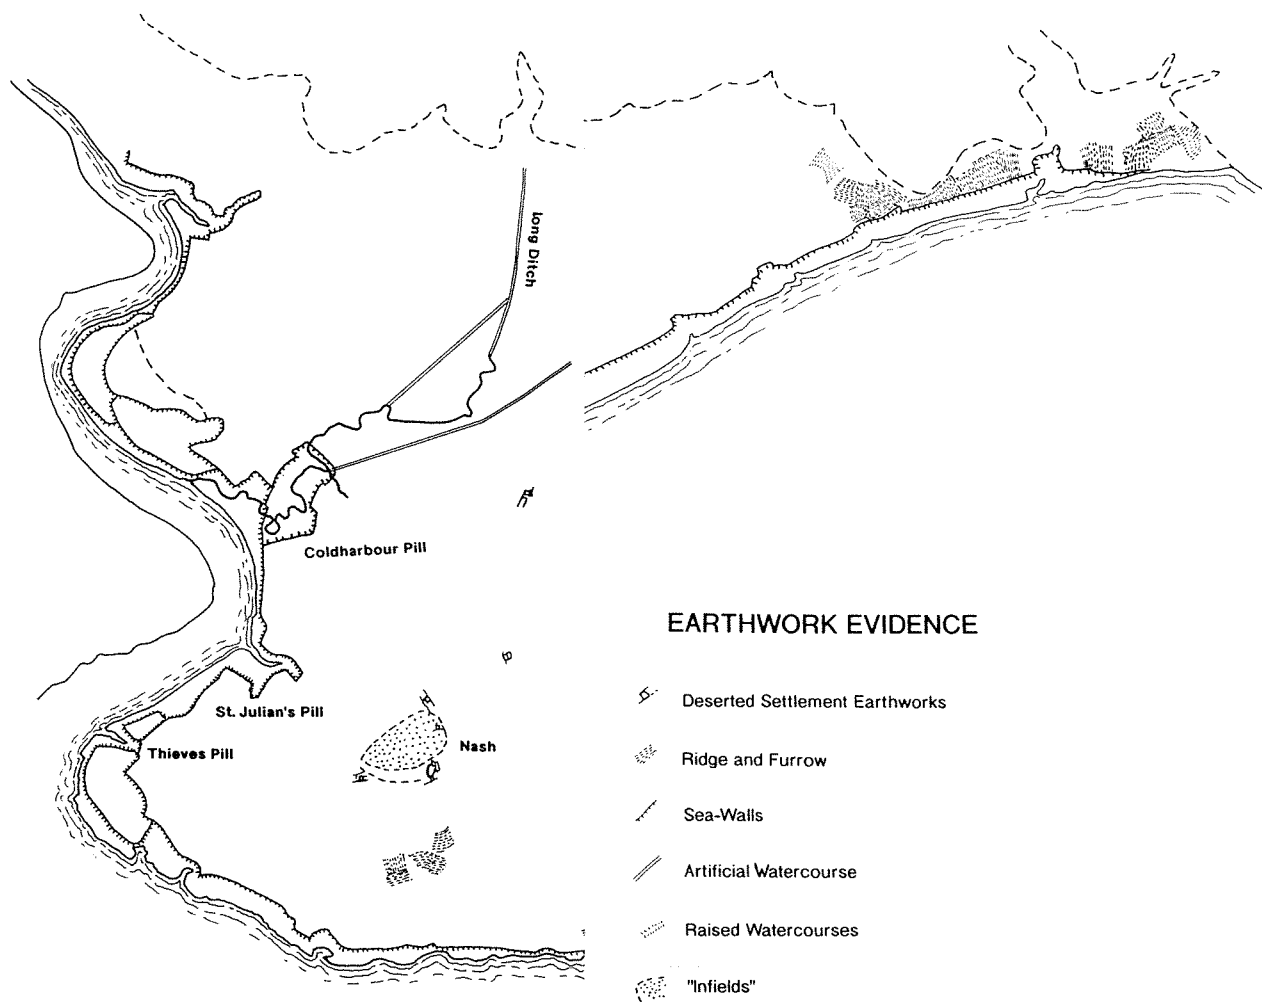 long Ditch
Coldharbour Pill
St. Julian's Pill
Thieves Pill
Nash
EARTHWORK EVIDENCE
Deserted Settlement Earthworks
Ridge and Furrow
Sea-Walls
Artificial Watercourse
Raised Watercourses
"Infields"